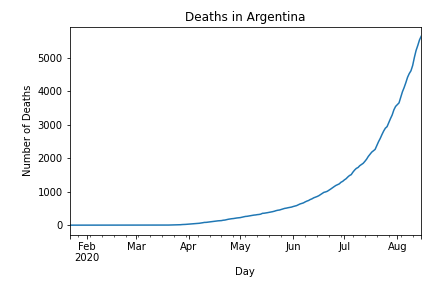 Deaths in Argentina
Number of Deaths
5000
4000
3000
2000
1000
0
Feb Mar Apr May Jun Jul Aug
2020
Day